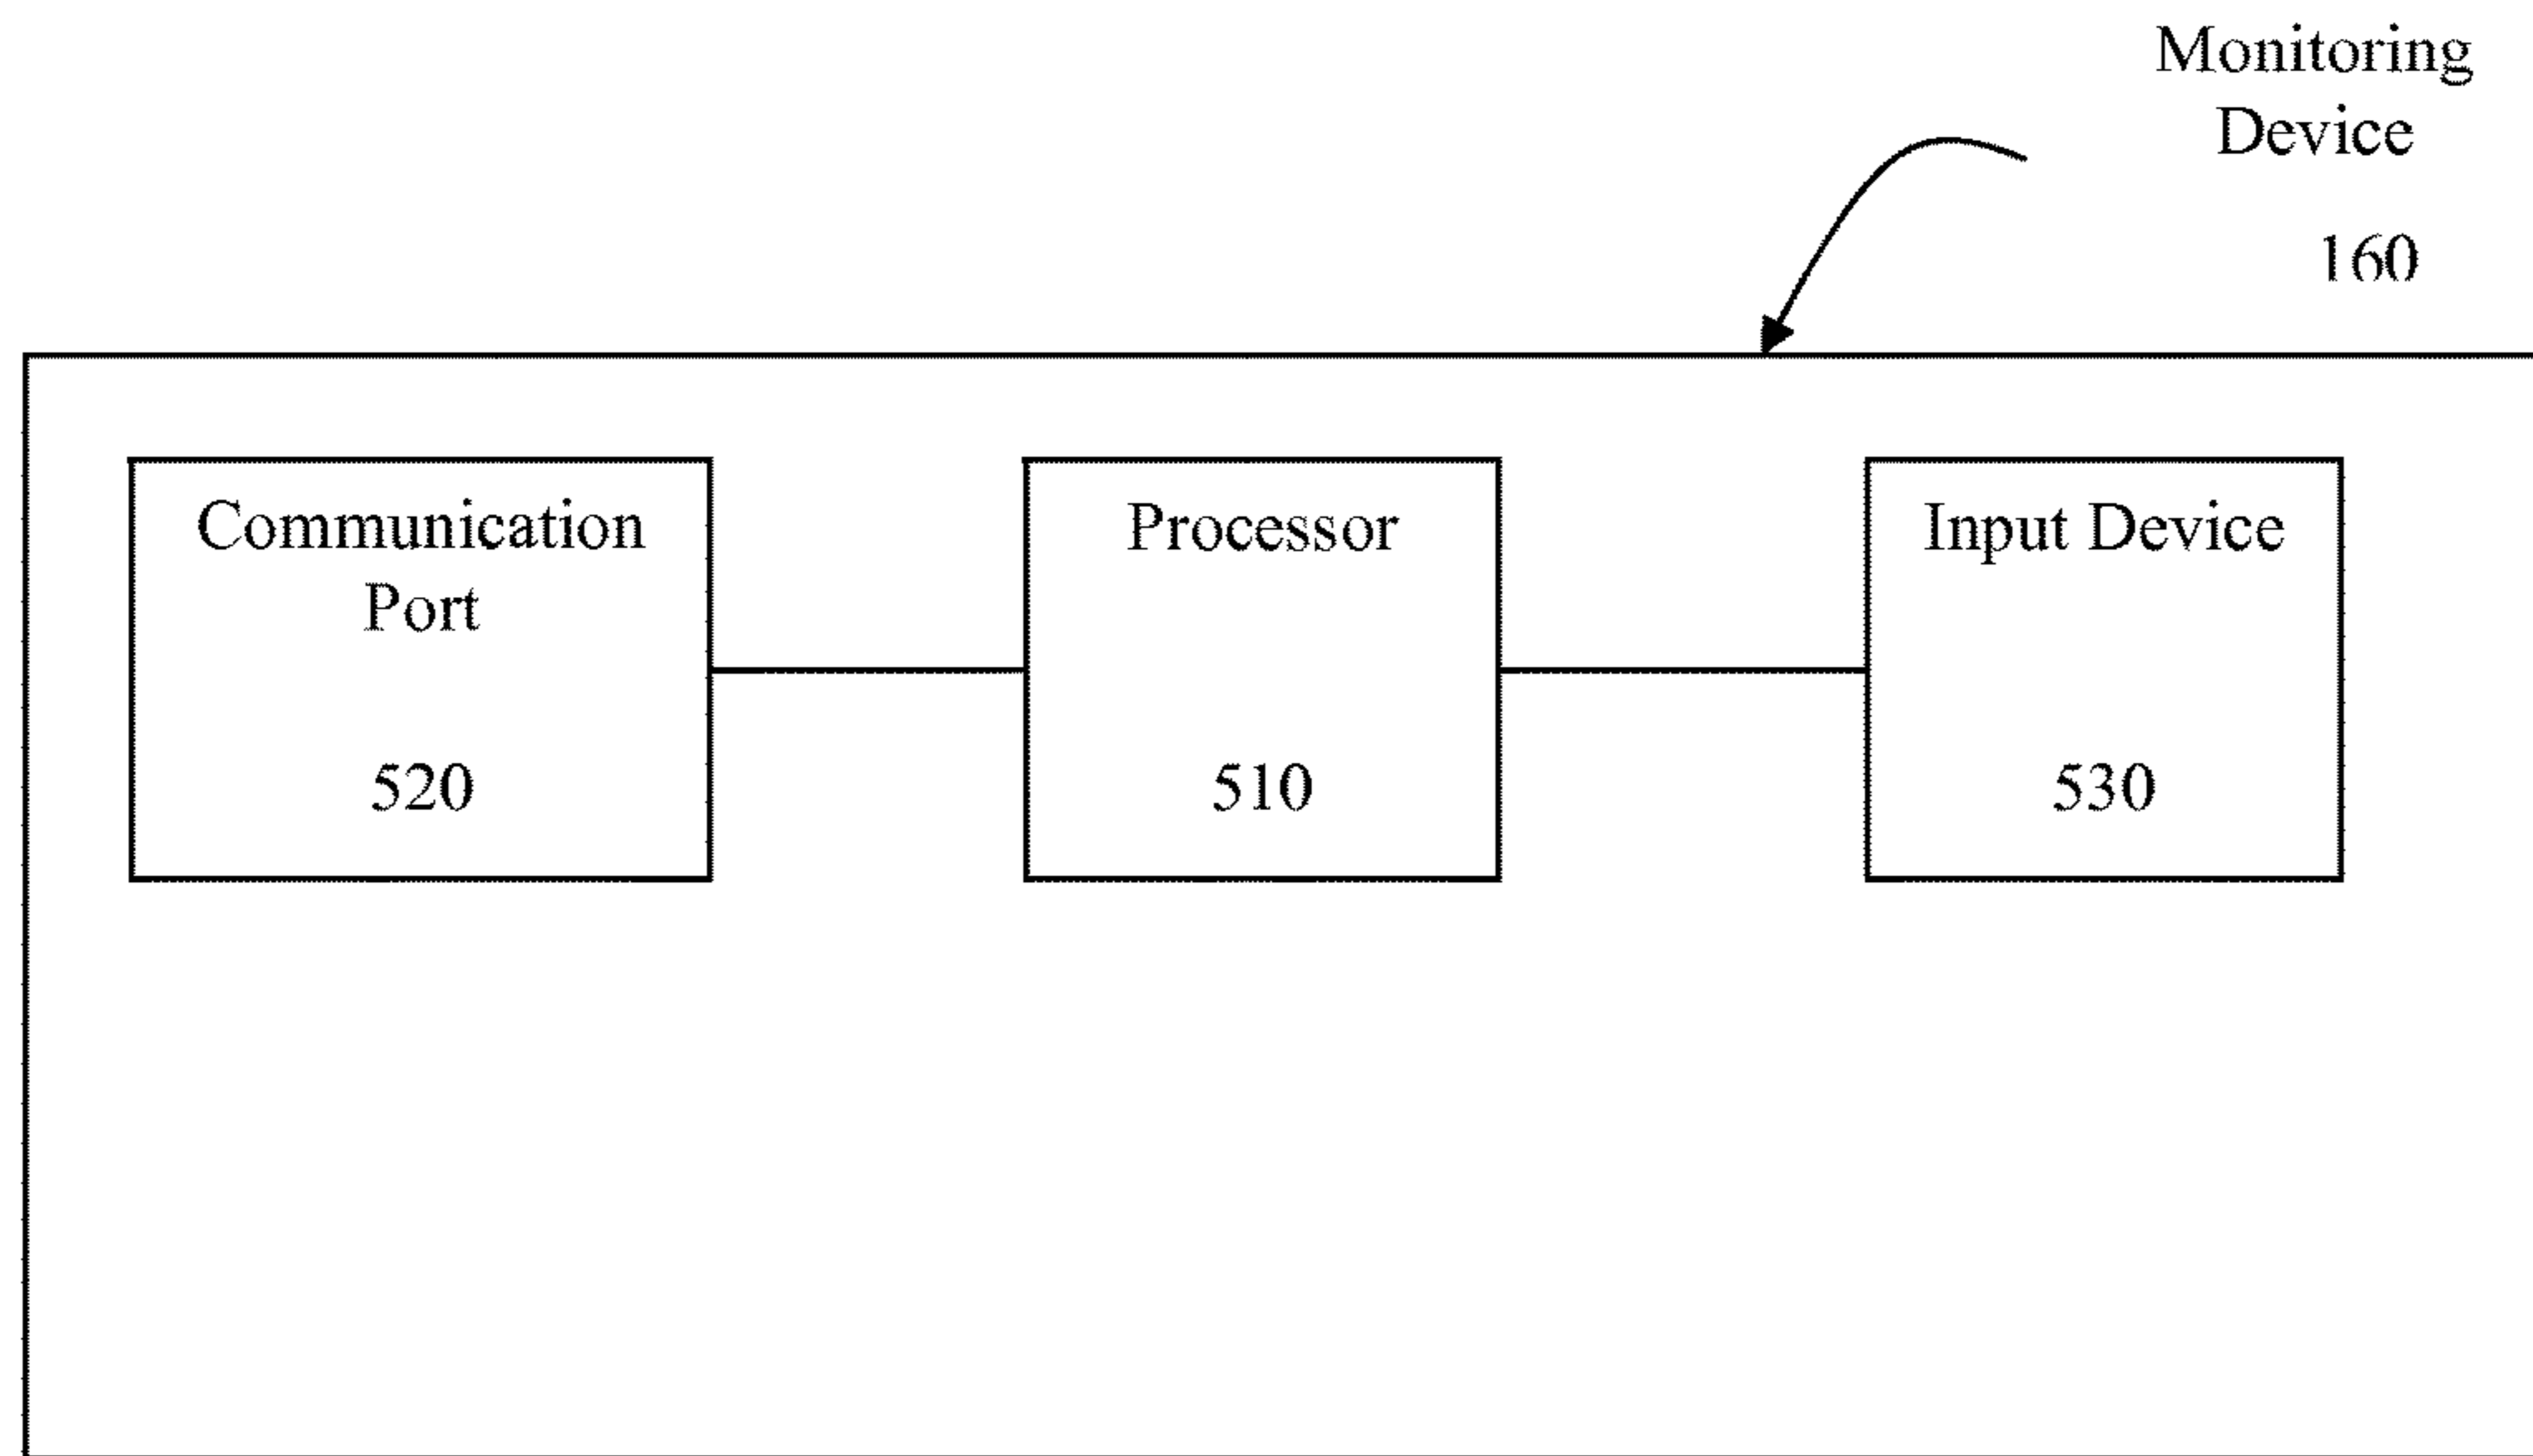 Monitoring
Device
160
Communication
Port
520
Processor
510
Input Device
530